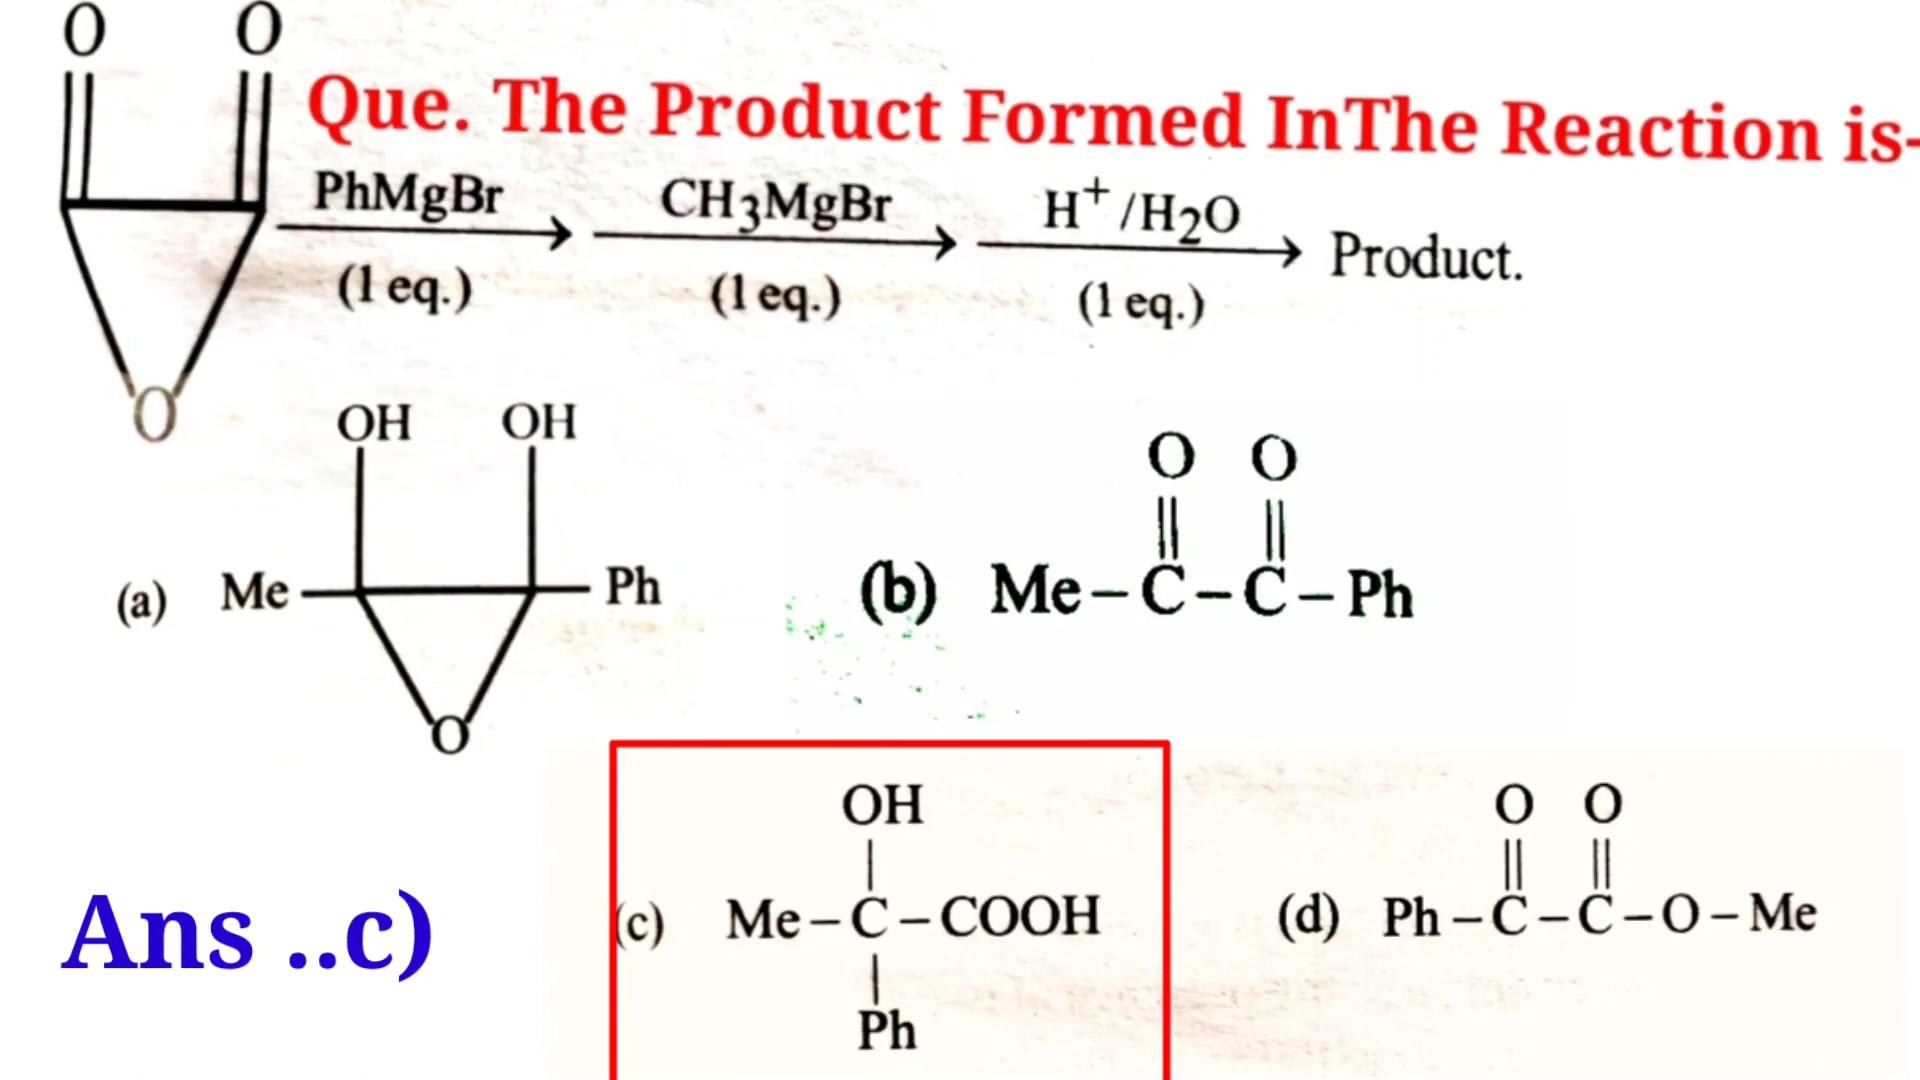 O O
Que. The Product Formed InThe Reaction is-
PhMgBr CH3MgBr H+/H2O
Product.
(1 eq.) (1 eq.) (1 eq.)
O
OH OH
O O
(a) Me Ph
(b) Me–C–C–Ph
O
OH
O O
Ans ..c)
(c) Me–C–COOH
(d) Ph–C–C–O–Me
Ph